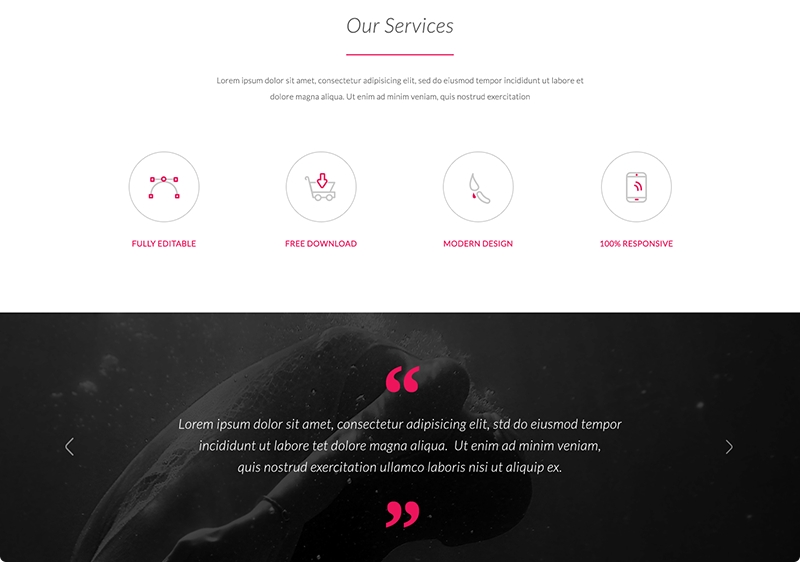 Our Services
Lorem ipsum dolor sit amet, consectetur adipisicing elit, sed do eiusmod tempor incididunt ut labore et
dolore magna aliqua. Ut enim ad minim veniam, quis nostrud exercitation
FULLY EDITABLE
FREE DOWNLOAD
MODERN DESIGN
100% RESPONSIVE
“
Lorem ipsum dolor sit amet, consectetur adipisicing elit, std do eiusmod tempor
incididunt ut labore tet dolore magna aliqua.  Ut enim ad minim veniam,
quis nostrud exercitation ullamco laboris nisi ut aliquip ex.
”